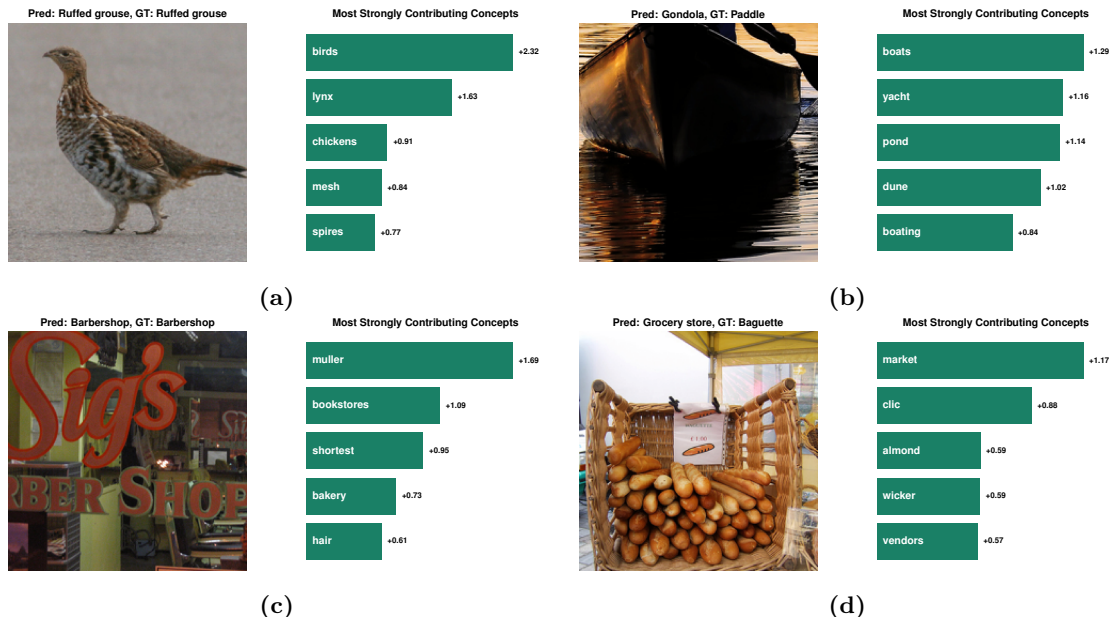 Pred: Ruffed grouse, GT: Ruffed grouse
Most Strongly Contributing Concepts
birds +2.32
lynx +1.63
chickens +0.91
mesh +0.84
spires +0.77
(a)
Pred: Gondola, GT: Paddle
Most Strongly Contributing Concepts
boats +1.29
yacht +1.16
pond +1.14
dune +1.02
boating +0.84
(b)
Pred: Barbershop, GT: Barbershop
Sig's
RBER SHOP
Most Strongly Contributing Concepts
muller +1.69
bookstores +1.09
shortest +0.95
bakery +0.73
hair +0.61
(c)
Pred: Grocery store, GT: Baguette
£1.00
Most Strongly Contributing Concepts
market +1.17
clic +0.88
almond +0.59
wicker +0.59
vendors +0.57
(d)